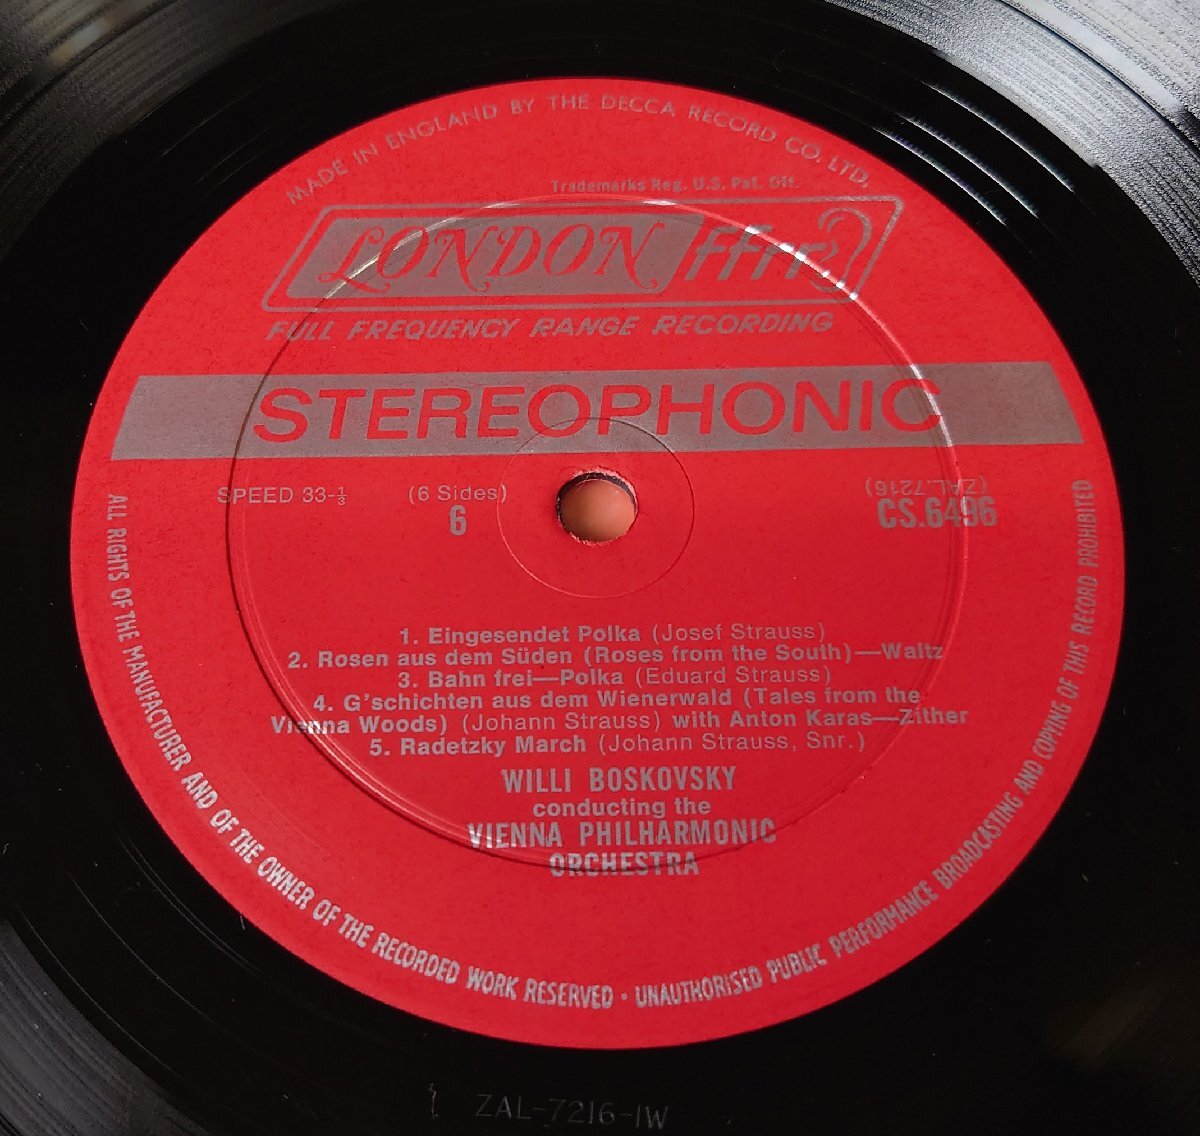 MADE IN ENGLAND BY THE DECCA RECORD CO. LTD.
Trademarks Reg. U.S. Pat. Off.
LONDON ffrr
FULL FREQUENCY RANGE RECORDING
STEREOPHONIC
SPEED 33-⅓ (6 Sides) (ZAL.7216)
6 CS.6496
1. Eingesendet Polka (Josef Strauss)
2. Rosen aus dem Süden (Roses from the South)—Waltz
3. Bahn frei—Polka (Eduard Strauss)
4. G'schichten aus dem Wienerwald (Tales from the
Vienna Woods) (Johann Strauss) with Anton Karas—Zither
5. Radetzky March (Johann Strauss, Snr.)
WILLI BOSKOVSKY
conducting the
VIENNA PHILHARMONIC
ORCHESTRA
ALL RIGHTS OF THE MANUFACTURER AND OF THE OWNER OF THE RECORDED WORK RESERVED · UNAUTHORISED PUBLIC PERFORMANCE BROADCASTING AND COPYING OF THIS RECORD PROHIBITED
ZAL-7216-1W